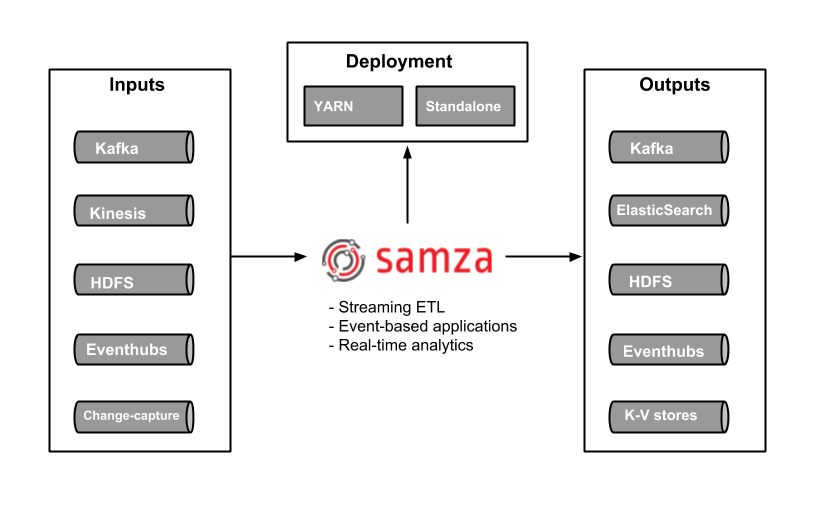 Deployment
YARN
Standalone
Inputs
Kafka
Kinesis
HDFS
Eventhubs
Change-capture
samza
- Streaming ETL
- Event-based applications
- Real-time analytics
Outputs
Kafka
ElasticSearch
HDFS
Eventhubs
K-V stores